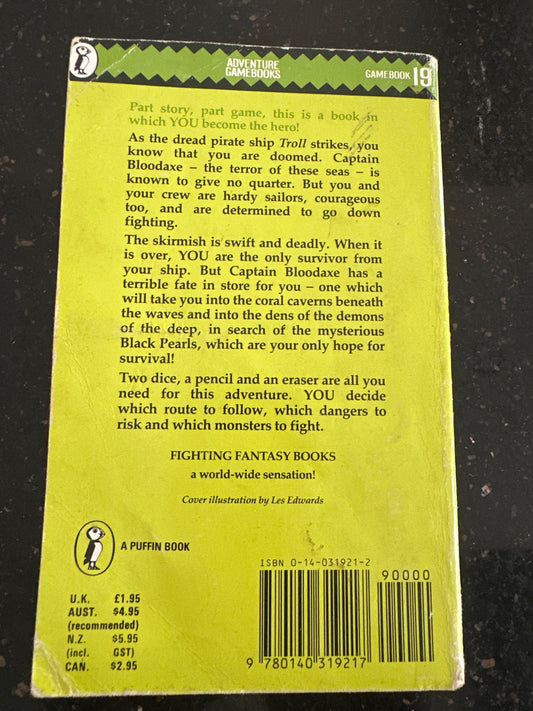 ADVENTURE
GAMEBOOKS
GAMEBOOK 19
Part story, part game, this is a book in
which YOU become the hero!
As the dread pirate ship Troll strikes, you
know that you are doomed. Captain
Bloodaxe – the terror of these seas – is
known to give no quarter. But you and
your crew are hardy sailors, courageous
too, and are determined to go down
fighting.
The skirmish is swift and deadly. When it
is over, YOU are the only survivor from
your ship. But Captain Bloodaxe has a
terrible fate in store for you – one which
will take you into the coral caverns beneath
the waves and into the dens of the demons
of the deep, in search of the mysterious
Black Pearls, which are your only hope for
survival!
Two dice, a pencil and an eraser are all you
need for this adventure. YOU decide
which route to follow, which dangers to
risk and which monsters to fight.
FIGHTING FANTASY BOOKS
a world-wide sensation!
Cover illustration by Les Edwards
A PUFFIN BOOK
U.K. £1.95
AUST. $4.95
(recommended)
N.Z. $5.95
(incl. GST)
CAN. $2.95
ISBN 0-14-031921-2
90000
9 780140 319217